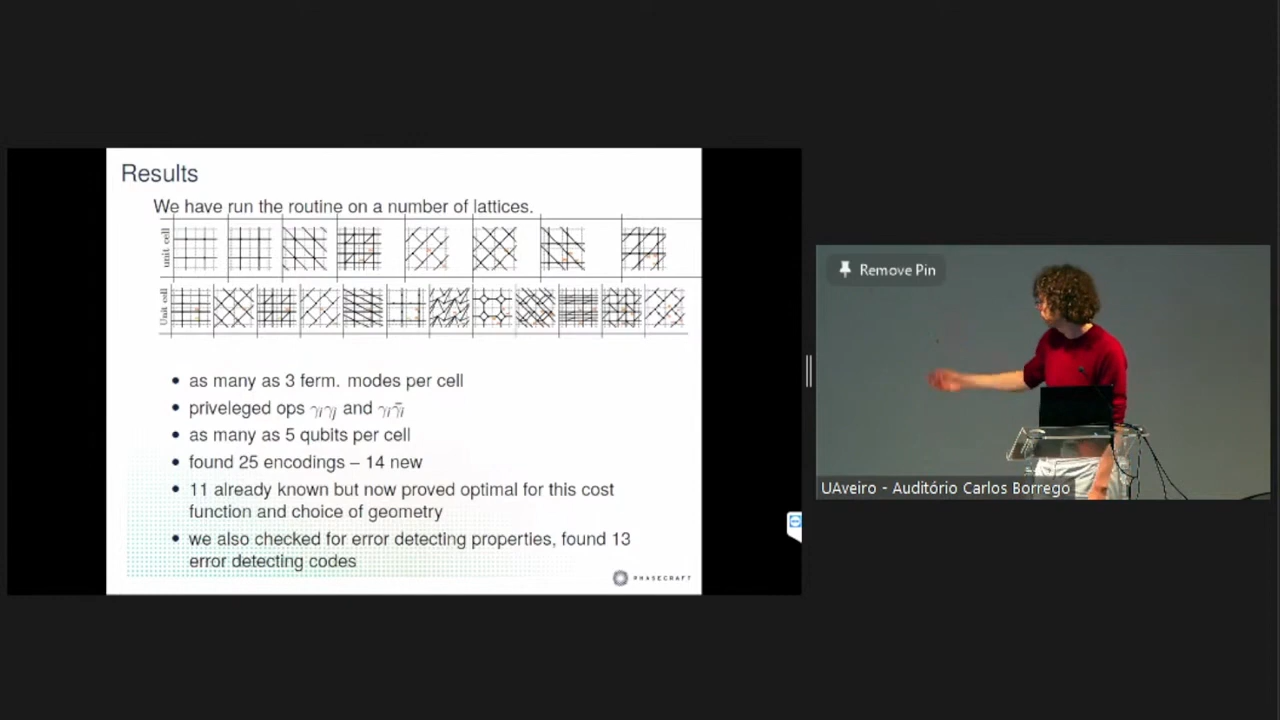 Results
We have run the routine on a number of lattices.
unit cell
Unit cell
• as many as 3 ferm. modes per cell
• priveleged ops γᵢγⱼ and γᵢγ̄ᵢ
• as many as 5 qubits per cell
• found 25 encodings – 14 new
• 11 already known but now proved optimal for this cost
function and choice of geometry
• we also checked for error detecting properties, found 13
error detecting codes
PHASECRAFT
Remove Pin
UAveiro - Auditório Carlos Borrego